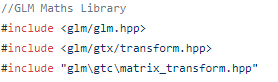 //GLM Maths Library
#include <glm/glm.hpp>
#include <glm/gtx/transform.hpp>
#include "glm\gtc\matrix_transform.hpp"